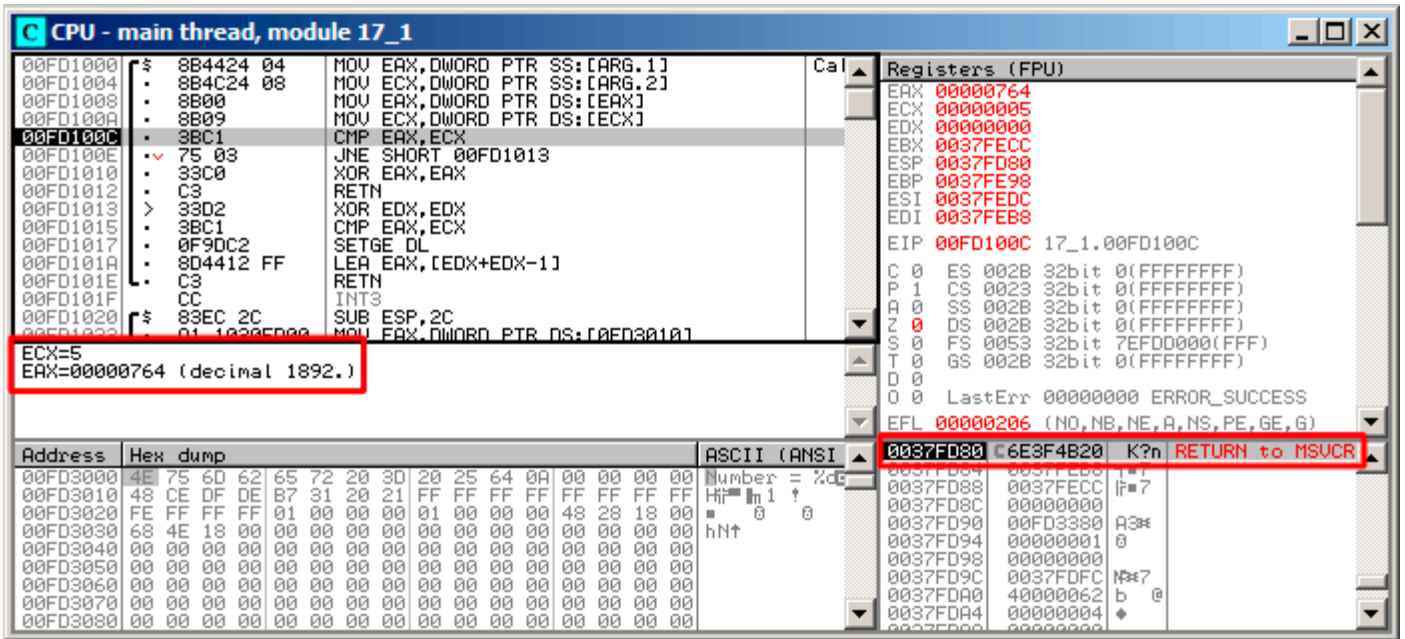 C CPU - main thread, module 17_1
00FD1000 $ 8B4424 04 MOV EAX,DWORD PTR SS:[ARG.1] Cal
00FD1004 . 8B4C24 08 MOV ECX,DWORD PTR SS:[ARG.2]
00FD1008 . 8B00 MOV EAX,DWORD PTR DS:[EAX]
00FD100A . 8B09 MOV ECX,DWORD PTR DS:[ECX]
00FD100C . 3BC1 CMP EAX,ECX
00FD100E . 75 03 JNE SHORT 00FD1013
00FD1010 . 33C0 XOR EAX,EAX
00FD1012 . C3 RETN
00FD1013 > 33D2 XOR EDX,EDX
00FD1015 . 3BC1 CMP EAX,ECX
00FD1017 . 0F9DC2 SETGE DL
00FD101A . 8D4412 FF LEA EAX,[EDX+EDX-1]
00FD101E . C3 RETN
00FD101F CC INT3
00FD1020 $ 83EC 2C SUB ESP,2C
MOV EAX,DWORD PTR DS:[0FD3010]
ECX=5
EAX=00000764 (decimal 1892.)
Registers (FPU)
EAX 00000764
ECX 00000005
EDX 00000000
EBX 0037FECC
ESP 0037FD80
EBP 0037FE98
ESI 0037FEDC
EDI 0037FEB8
EIP 00FD100C 17_1.00FD100C
C 0 ES 002B 32bit 0(FFFFFFFF)
P 1 CS 0023 32bit 0(FFFFFFFF)
A 0 SS 002B 32bit 0(FFFFFFFF)
Z 0 DS 002B 32bit 0(FFFFFFFF)
S 0 FS 0053 32bit 7EFDD000(FFF)
T 0 GS 002B 32bit 0(FFFFFFFF)
D 0
O 0 LastErr 00000000 ERROR_SUCCESS
EFL 00000206 (NO,NB,NE,A,NS,PE,GE,G)
Address Hex dump ASCII (ANSI
00FD3000 4E 75 6D 62 65 72 20 3D 20 25 64 0A 00 00 00 00 Number = %d
00FD3010 48 CE DF DE B7 31 20 21 FF FF FF FF FF FF FF FF
00FD3020 FE FF FF FF 01 00 00 00 01 00 00 00 48 28 18 00
00FD3030 68 4E 18 00 00 00 00 00 00 00 00 00 00 00 00 00 hN↑
00FD3040 00 00 00 00 00 00 00 00 00 00 00 00 00 00 00 00
00FD3050 00 00 00 00 00 00 00 00 00 00 00 00 00 00 00 00
00FD3060 00 00 00 00 00 00 00 00 00 00 00 00 00 00 00 00
00FD3070 00 00 00 00 00 00 00 00 00 00 00 00 00 00 00 00
00FD3080 00 00 00 00 00 00 00 00 00 00 00 00 00 00 00 00
0037FD80 6E3F4B20 K?n RETURN to MSVCR
0037FD88 0037FECC
0037FD8C 00000000
0037FD90 00FD3380
0037FD94 00000001
0037FD98 00000000
0037FD9C 0037FDFC
0037FDA0 40000062 b @
0037FDA4 00000004 ♦